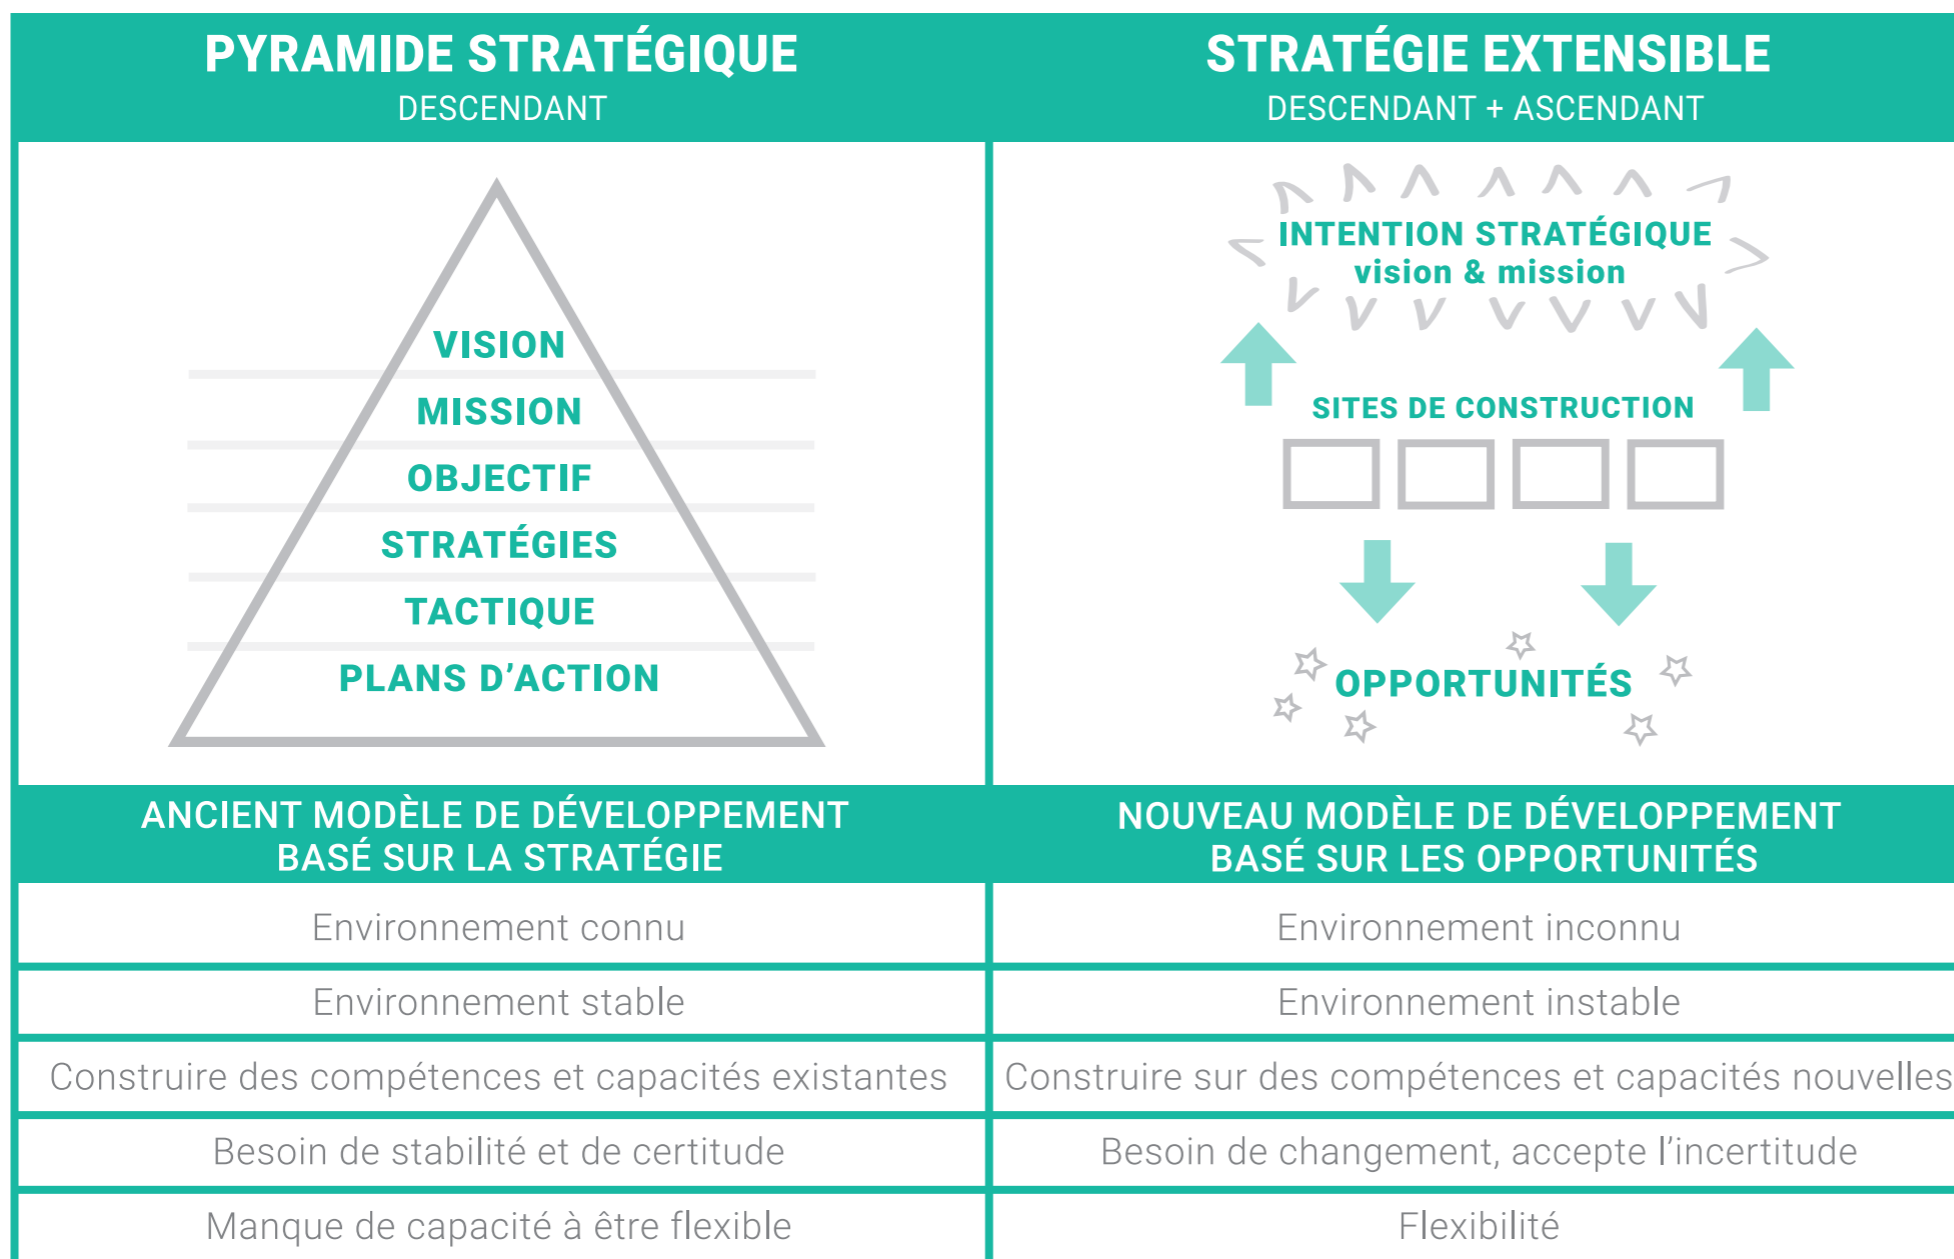 PYRAMIDE STRATÉGIQUE
DESCENDANT
VISION
MISSION
OBJECTIF
STRATÉGIES
TACTIQUE
PLANS D’ACTION
STRATÉGIE EXTENSIBLE
DESCENDANT + ASCENDANT
INTENTION STRATÉGIQUE
vision & mission
SITES DE CONSTRUCTION
OPPORTUNITÉS
ANCIENT MODÈLE DE DÉVELOPPEMENT
BASÉ SUR LA STRATÉGIE
NOUVEAU MODÈLE DE DÉVELOPPEMENT
BASÉ SUR LES OPPORTUNITÉS
Environnement connu
Environnement inconnu
Environnement stable
Environnement instable
Construire des compétences et capacités existantes
Construire sur des compétences et capacités nouvelles
Besoin de stabilité et de certitude
Besoin de changement, accepte l’incertitude
Manque de capacité à être flexible
Flexibilité